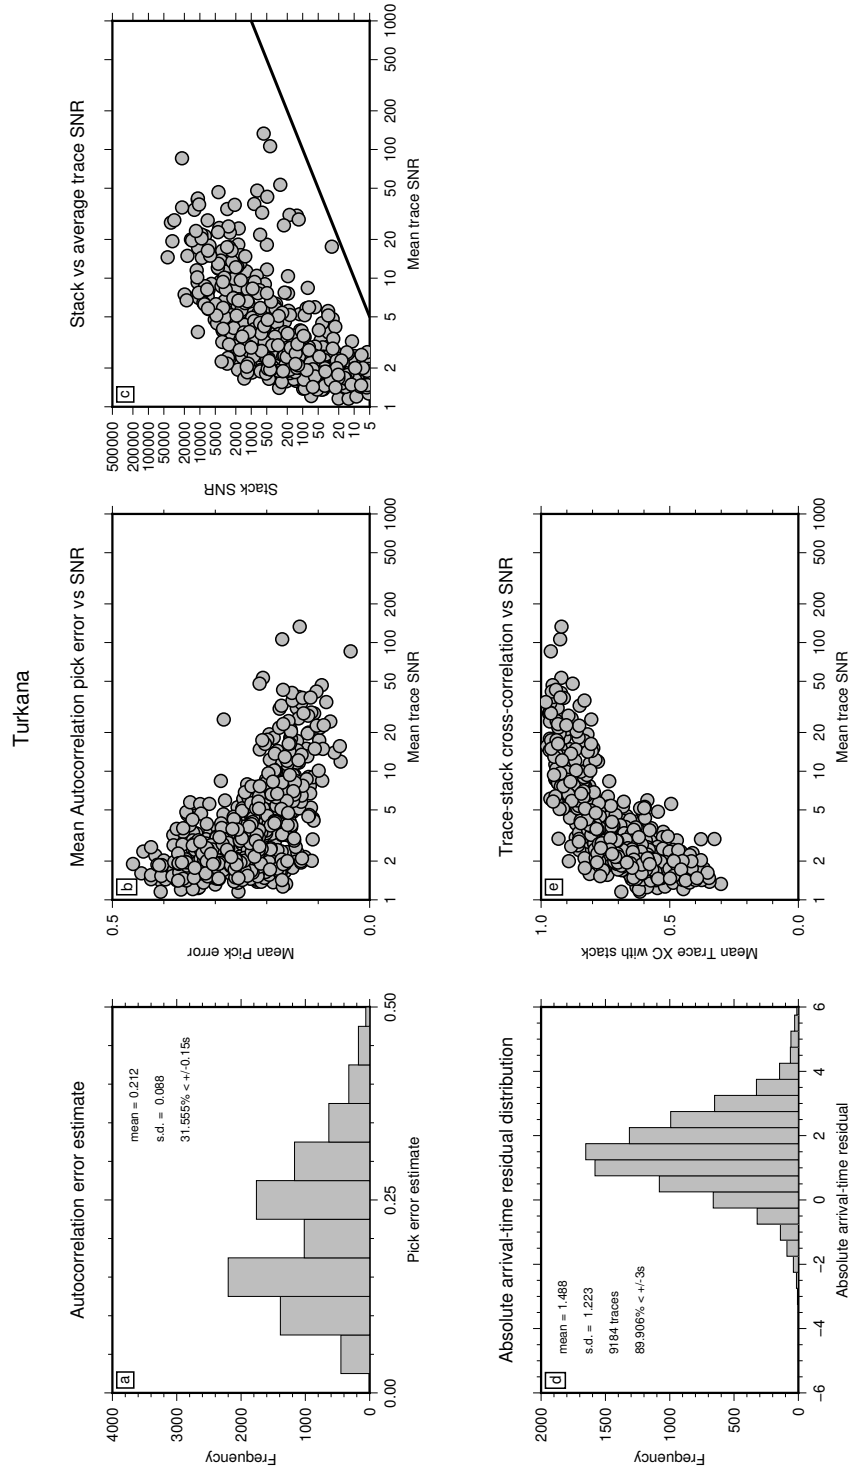 Turkana
Autocorrelation error estimate
a
mean = 0.212
s.d. = 0.088
31.555% < +/-0.15s
Frequency
4000
3000
2000
1000
0
0.00
0.25
0.50
Pick error estimate
Mean Autocorrelation pick error vs SNR
b
Mean Pick error
0.5
0.0
1
2
5
10
20
50
100
200
500
1000
Mean trace SNR
Stack vs average trace SNR
c
Stack SNR
500000
200000
100000
50000
20000
10000
5000
2000
1000
500
200
100
50
20
10
5
1
2
5
10
20
50
100
200
500
1000
Mean trace SNR
Absolute arrival-time residual distribution
d
mean = 1.488
s.d. = 1.223
9184 traces
89.906% < +/-3s
Frequency
2000
1500
1000
500
0
−6
−4
−2
0
2
4
6
Absolute arrival-time residual
Trace-stack cross-correlation vs SNR
e
Mean Trace XC with stack
1.0
0.5
0.0
1
2
5
10
20
50
100
200
500
1000
Mean trace SNR